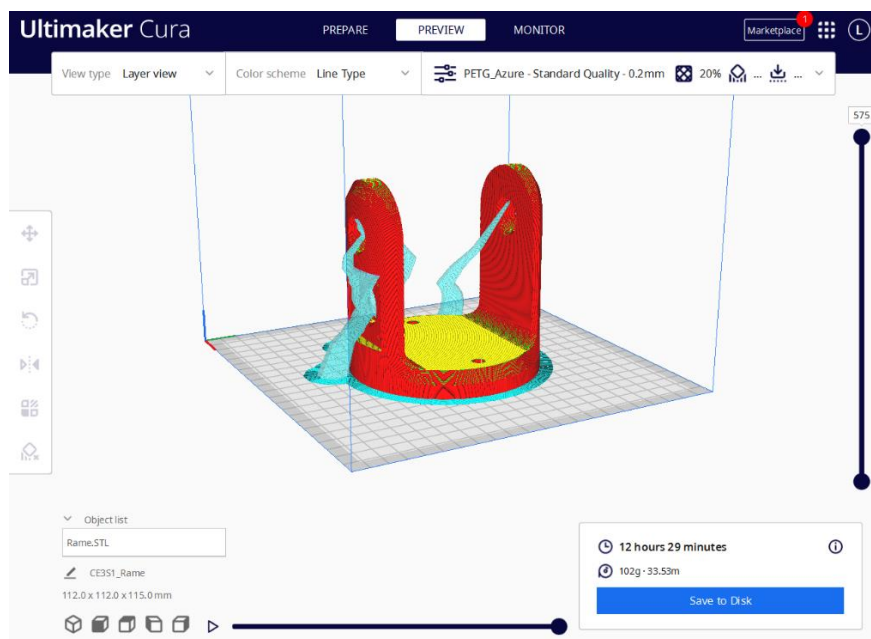 Ultimaker Cura
PREPARE
PREVIEW
MONITOR
Marketplace
1
L
View type Layer view
Color scheme Line Type
PETG_Azure - Standard Quality - 0.2mm
20%
...
...
575
Object list
Rame.STL
CE3S1_Rame
112.0 x 112.0 x 115.0 mm
12 hours 29 minutes
102g · 33.53m
Save to Disk